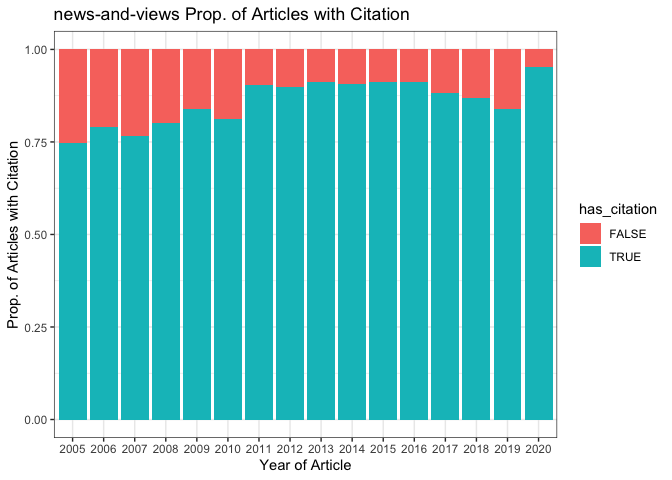 news-and-views Prop. of Articles with Citation
1.00
0.75
0.50
0.25
0.00
Prop. of Articles with Citation
2005 2006 2007 2008 2009 2010 2011 2012 2013 2014 2015 2016 2017 2018 2019 2020
Year of Article
has_citation
FALSE
TRUE